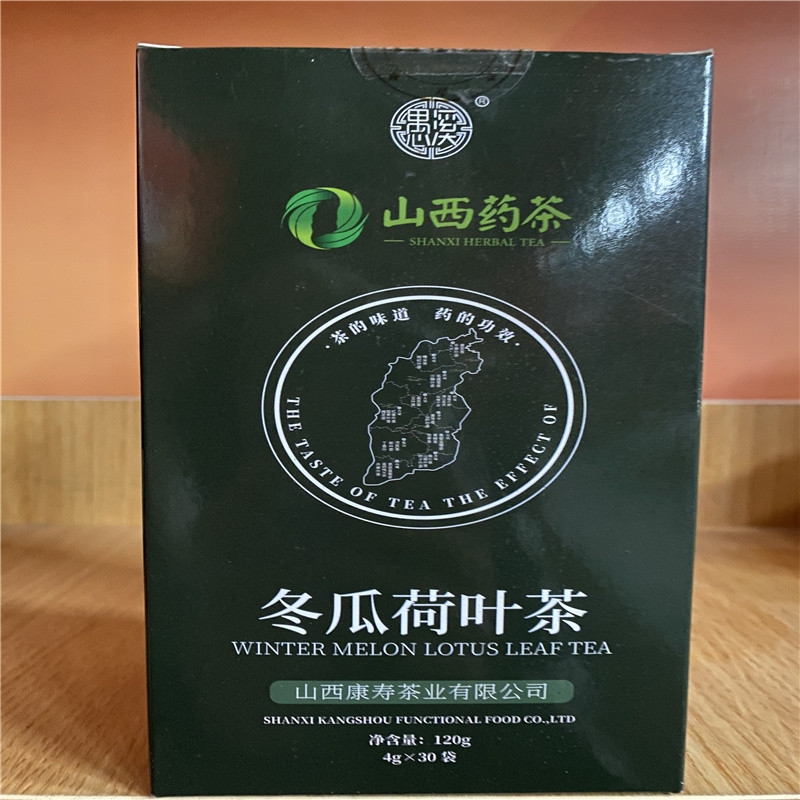 愚溪®
山西药茶
SHANXI HERBAL TEA
·茶的味道 药的功效·
THE TASTE OF TEA THE EFFECT OF
冬瓜荷叶茶
WINTER MELON LOTUS LEAF TEA
山西康寿茶业有限公司
SHANXI KANGSHOU FUNCTIONAL FOOD CO.,LTD
净含量：120g
4g×30袋